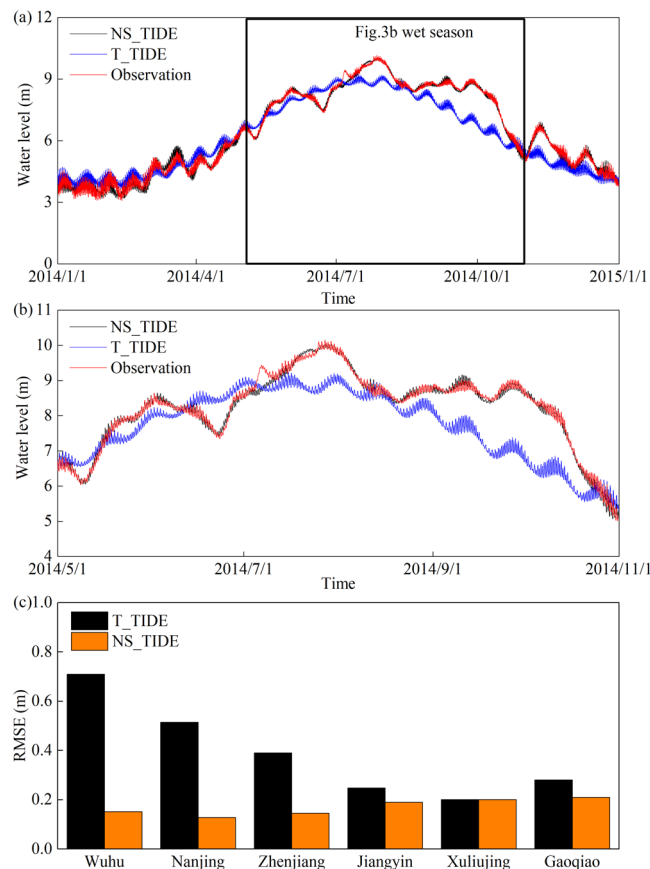 (a)
12
9
6
3
0
Water level (m)
NS_TIDE
T_TIDE
Observation
Fig.3b wet season
2014/1/1 2014/4/1 2014/7/1 2014/10/1 2015/1/1
Time
(b)
11
10
9
8
7
6
5
4
Water level (m)
NS_TIDE
T_TIDE
Observation
2014/5/1 2014/7/1 2014/9/1 2014/11/1
Time
(c)
1.0
0.8
0.6
0.4
0.2
0.0
RMSE (m)
T_TIDE
NS_TIDE
Wuhu Nanjing Zhenjiang Jiangyin Xuliujing Gaoqiao